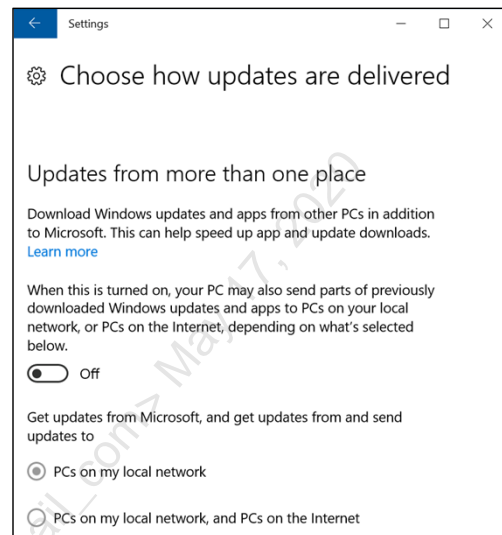 Settings
Choose how updates are delivered
Updates from more than one place
Download Windows updates and apps from other PCs in addition
to Microsoft. This can help speed up app and update downloads.
Learn more
When this is turned on, your PC may also send parts of previously
downloaded Windows updates and apps to PCs on your local
network, or PCs on the Internet, depending on what's selected
below.
Off
Get updates from Microsoft, and get updates from and send
updates to
PCs on my local network
PCs on my local network, and PCs on the Internet
ail_com> May 17, 2020